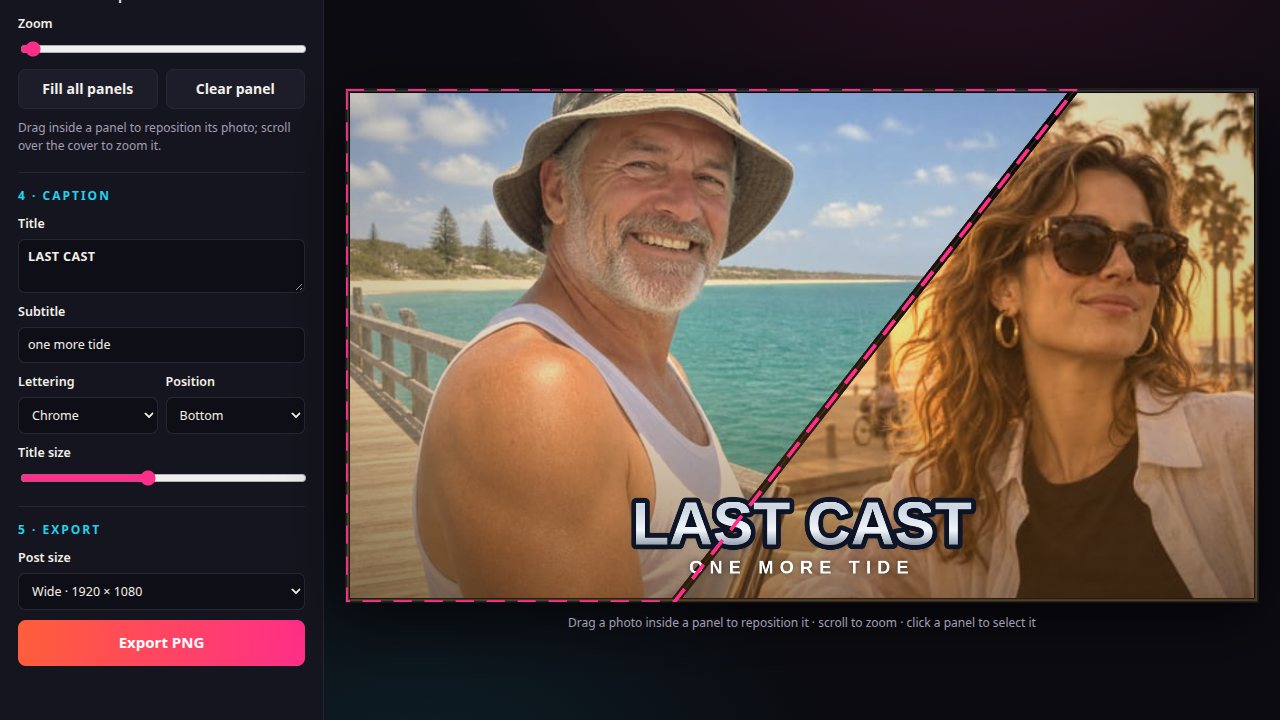 Zoom
Fill all panels
Clear panel
Drag inside a panel to reposition its photo; scroll
over the cover to zoom it.
4 · CAPTION
Title
LAST CAST
Subtitle
one more tide
Lettering
Position
Chrome
Bottom
Title size
5 · EXPORT
Post size
Wide · 1920 × 1080
Export PNG
LAST CAST
ONE MORE TIDE
Drag a photo inside a panel to reposition it · scroll to zoom · click a panel to select it